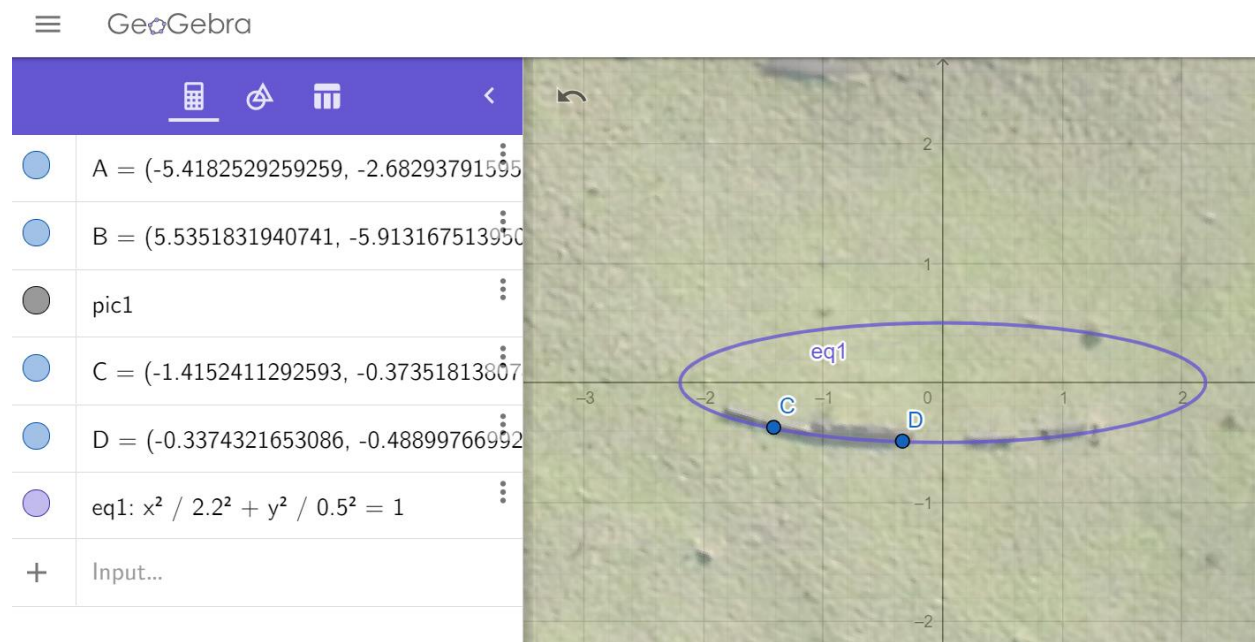 GeoGebra
A = (-5.4182529259259, -2.68293791595
B = (5.5351831940741, -5.913167513950
pic1
C = (-1.4152411292593, -0.37351813807
D = (-0.3374321653086, -0.48899766992
eq1: x² / 2.2² + y² / 0.5² = 1
+ Input...
2
1
eq1
-3 -2 -1 0 1 2
C
D
-1
-2